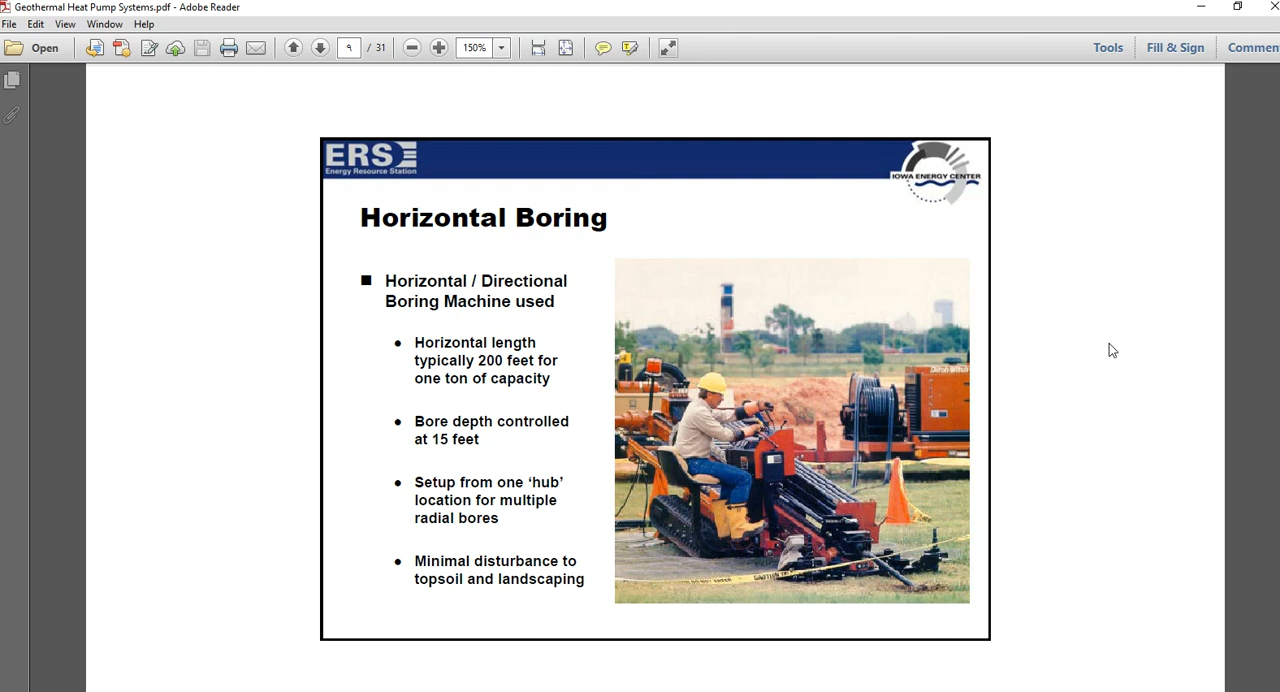 Geothermal Heat Pump Systems.pdf - Adobe Reader
File Edit View Window Help
Open 9 / 31 150% Tools Fill & Sign Commen
ERS
Energy Resource Station
IOWA ENERGY CENTER
Horizontal Boring
■ Horizontal / Directional
Boring Machine used
• Horizontal length
typically 200 feet for
one ton of capacity
• Bore depth controlled
at 15 feet
• Setup from one ‘hub’
location for multiple
radial bores
• Minimal disturbance to
topsoil and landscaping
Ditch Witch